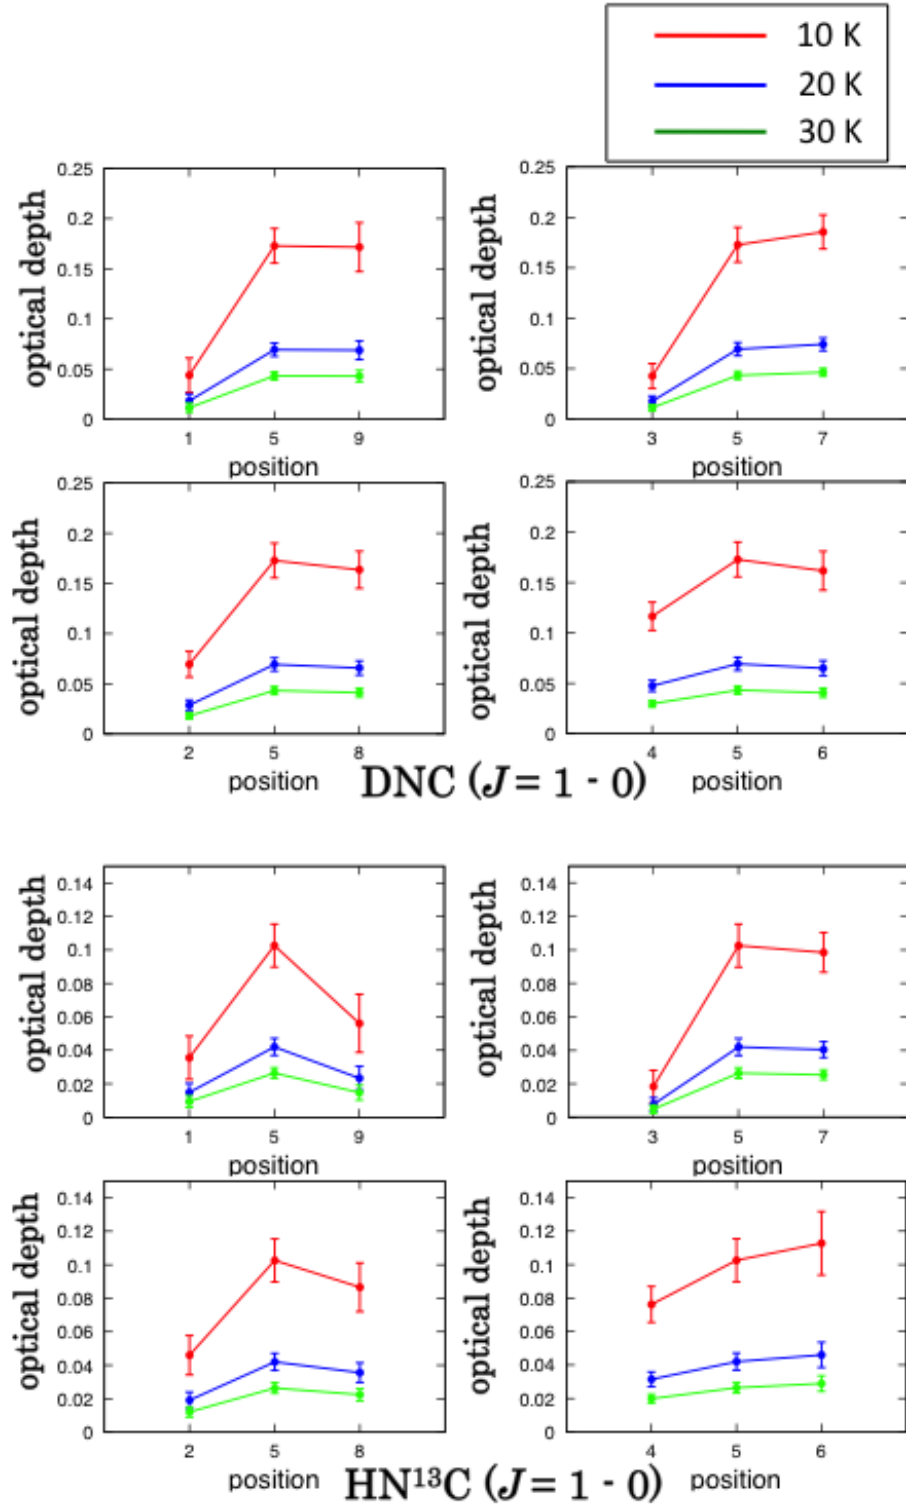 10 K
20 K
30 K
0.25
0.2
0.15
0.1
0.05
0
optical depth
1 5 9
position
0.25
0.2
0.15
0.1
0.05
0
optical depth
3 5 7
position
0.25
0.2
0.15
0.1
0.05
0
optical depth
2 5 8
position
0.25
0.2
0.15
0.1
0.05
0
optical depth
4 5 6
position
DNC (J = 1 - 0)
0.14
0.12
0.1
0.08
0.06
0.04
0.02
0
optical depth
1 5 9
position
0.14
0.12
0.1
0.08
0.06
0.04
0.02
0
optical depth
3 5 7
position
0.14
0.12
0.1
0.08
0.06
0.04
0.02
0
optical depth
2 5 8
position
0.14
0.12
0.1
0.08
0.06
0.04
0.02
0
optical depth
4 5 6
position
HN¹³C (J = 1 - 0)